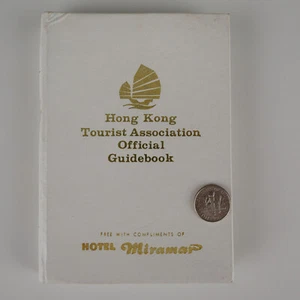 Hong Kong
Tourist Association
Official
Guidebook
FREE WITH COMPLIMENTS OF
HOTEL Miramar